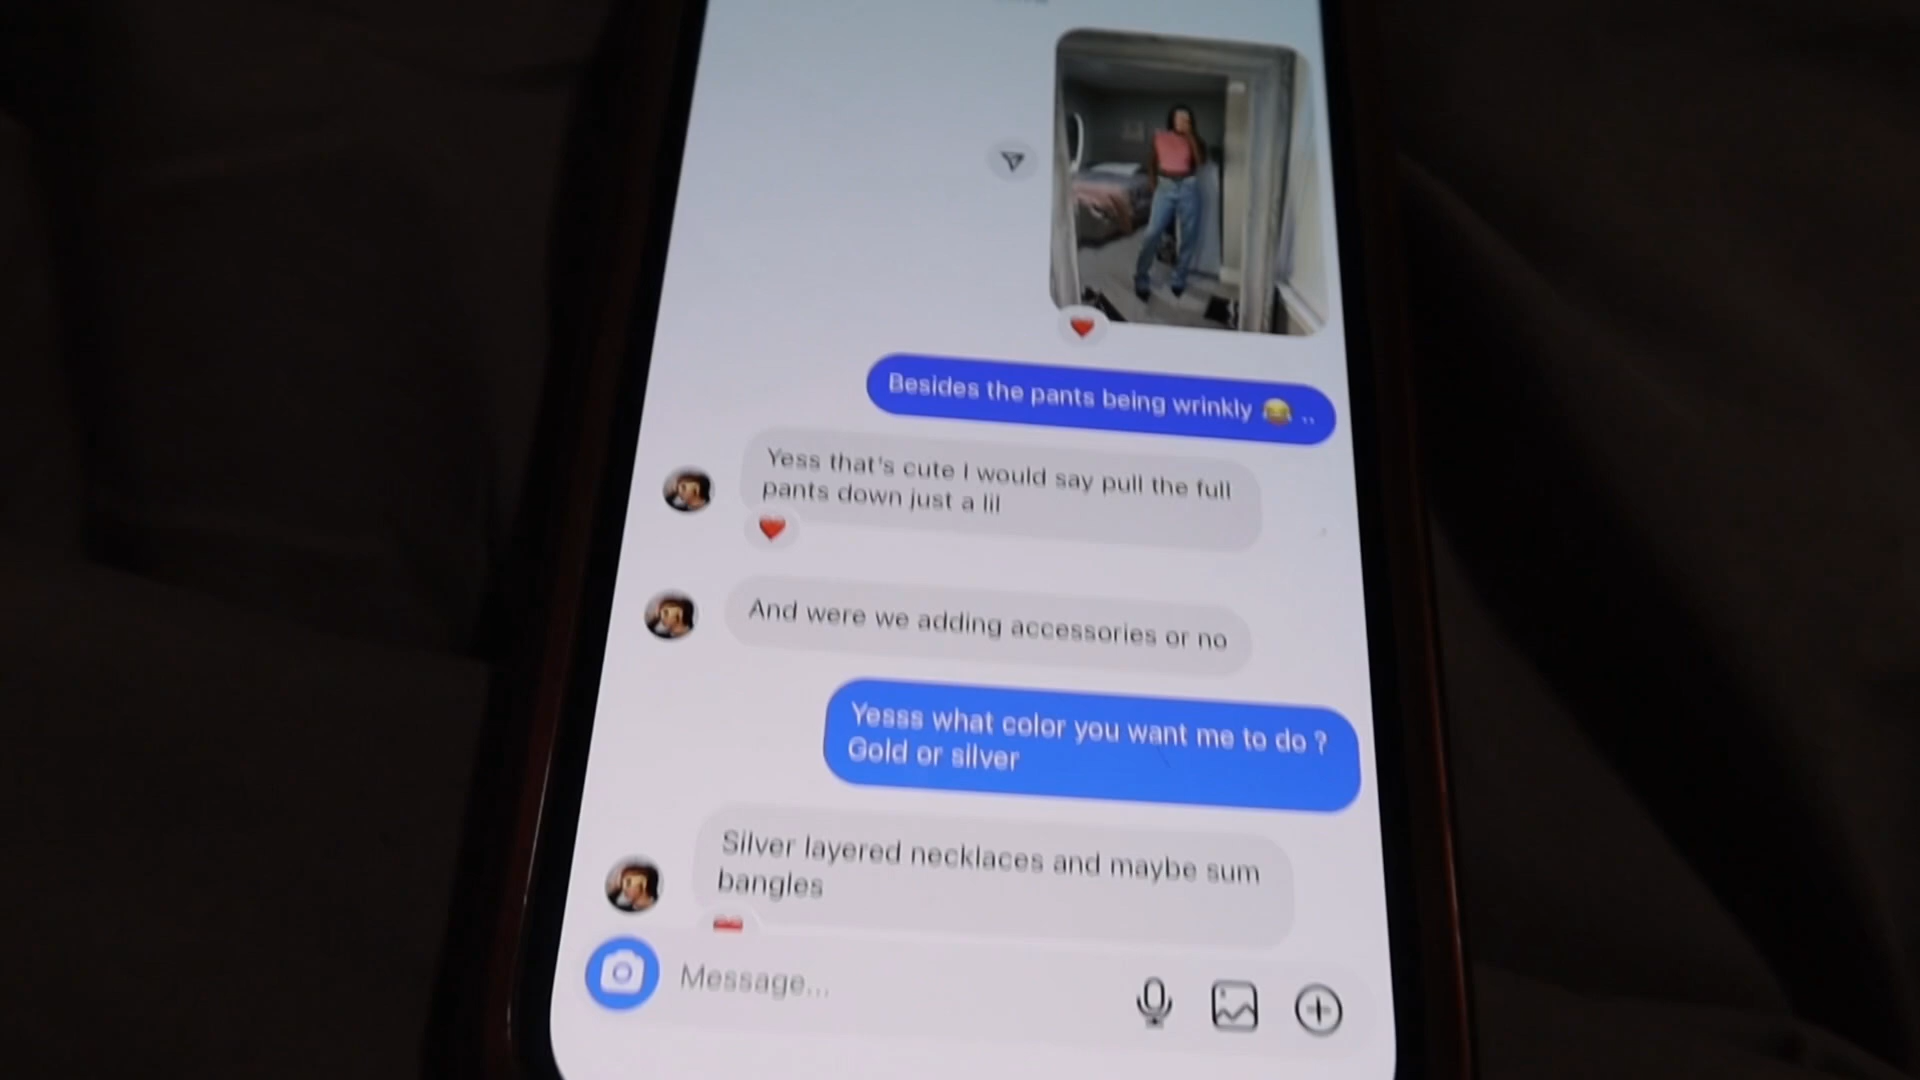 Besides the pants being wrinkly 😂 ..
Yess that's cute I would say pull the full
pants down just a lil
And were we adding accessories or no
Yesss what color you want me to do ?
Gold or silver
Silver layered necklaces and maybe sum
bangles
Message...